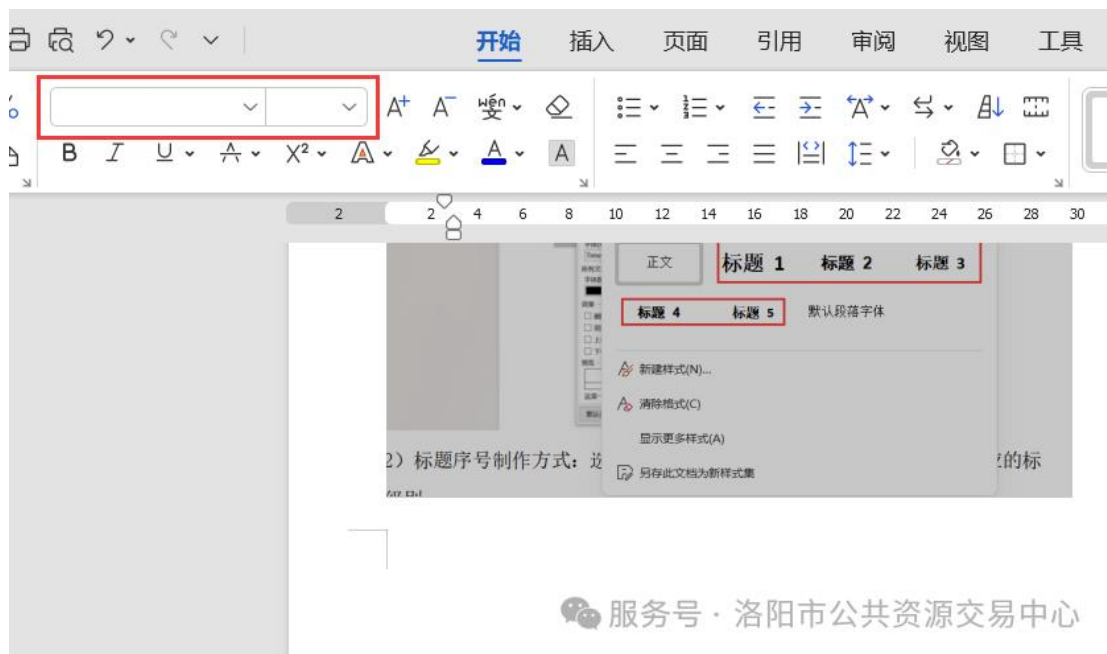 开始 插入 页面 引用 审阅 视图 工具
A+ A- wén 变
B I U A X² A A A
2 2 4 6 8 10 12 14 16 18 20 22 24 26 28 30
正文 标题 1 标题 2 标题 3
标题 4 标题 5 默认段落字体
新建样式(N)...
清除格式(C)
显示更多样式(A)
另存此文档为新样式集
2）标题序号制作方式：选 的标
服务号 · 洛阳市公共资源交易中心